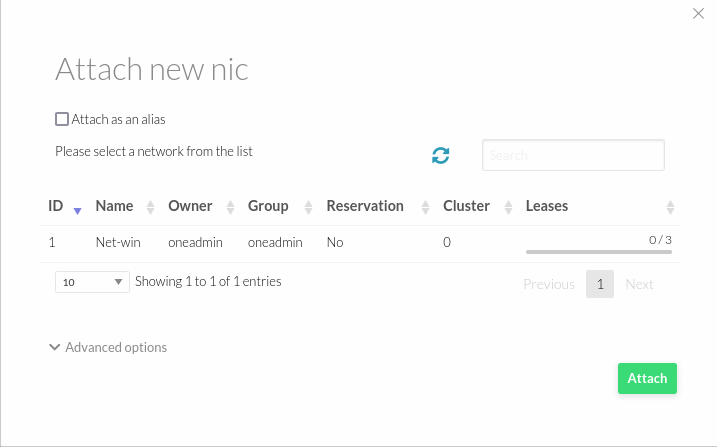 Attach new nic
Attach as an alias
Please select a network from the list
Search
ID Name Owner Group Reservation Cluster Leases
1 Net-win oneadmin oneadmin No 0 0 / 3
10 Showing 1 to 1 of 1 entries Previous 1 Next
Advanced options
Attach